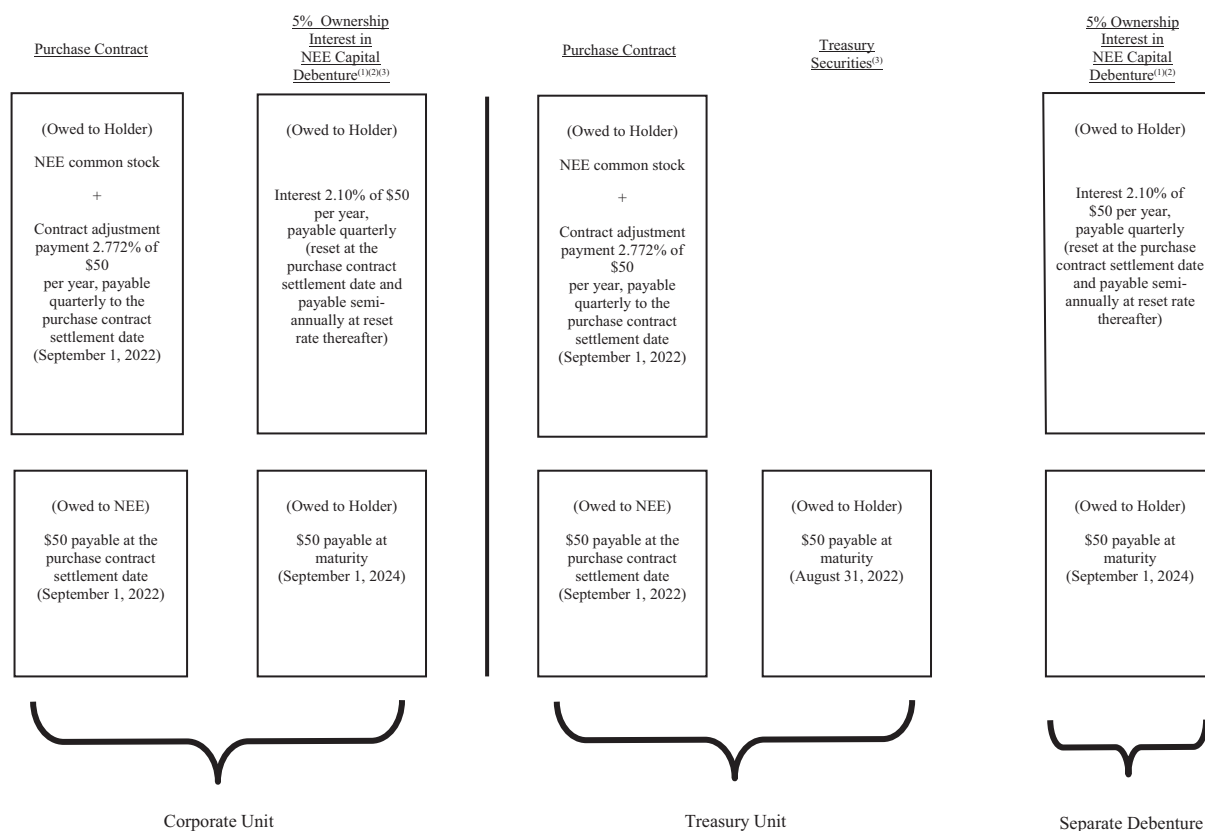 Purchase Contract
5% Ownership
Interest in
NEE Capital
Debenture(1)(2)(3)
(Owed to Holder)
NEE common stock
+
Contract adjustment
payment 2.772% of
$50
per year, payable
quarterly to the
purchase contract
settlement date
(September 1, 2022)
(Owed to Holder)
Interest 2.10% of $50
per year,
payable quarterly
(reset at the
purchase contract
settlement date and
payable semi-
annually at reset
rate thereafter)
(Owed to NEE)
$50 payable at the
purchase contract
settlement date
(September 1, 2022)
(Owed to Holder)
$50 payable at
maturity
(September 1, 2024)
Corporate Unit
Purchase Contract
Treasury
Securities(3)
(Owed to Holder)
NEE common stock
+
Contract adjustment
payment 2.772% of
$50
per year, payable
quarterly to the
purchase contract
settlement date
(September 1, 2022)
(Owed to NEE)
$50 payable at the
purchase contract
settlement date
(September 1, 2022)
(Owed to Holder)
$50 payable at
maturity
(August 31, 2022)
Treasury Unit
5% Ownership
Interest in
NEE Capital
Debenture(1)(2)
(Owed to Holder)
Interest 2.10% of
$50 per year,
payable quarterly
(reset at the purchase
contract settlement date
and payable semi-
annually at reset rate
thereafter)
(Owed to Holder)
$50 payable at
maturity
(September 1, 2024)
Separate Debenture